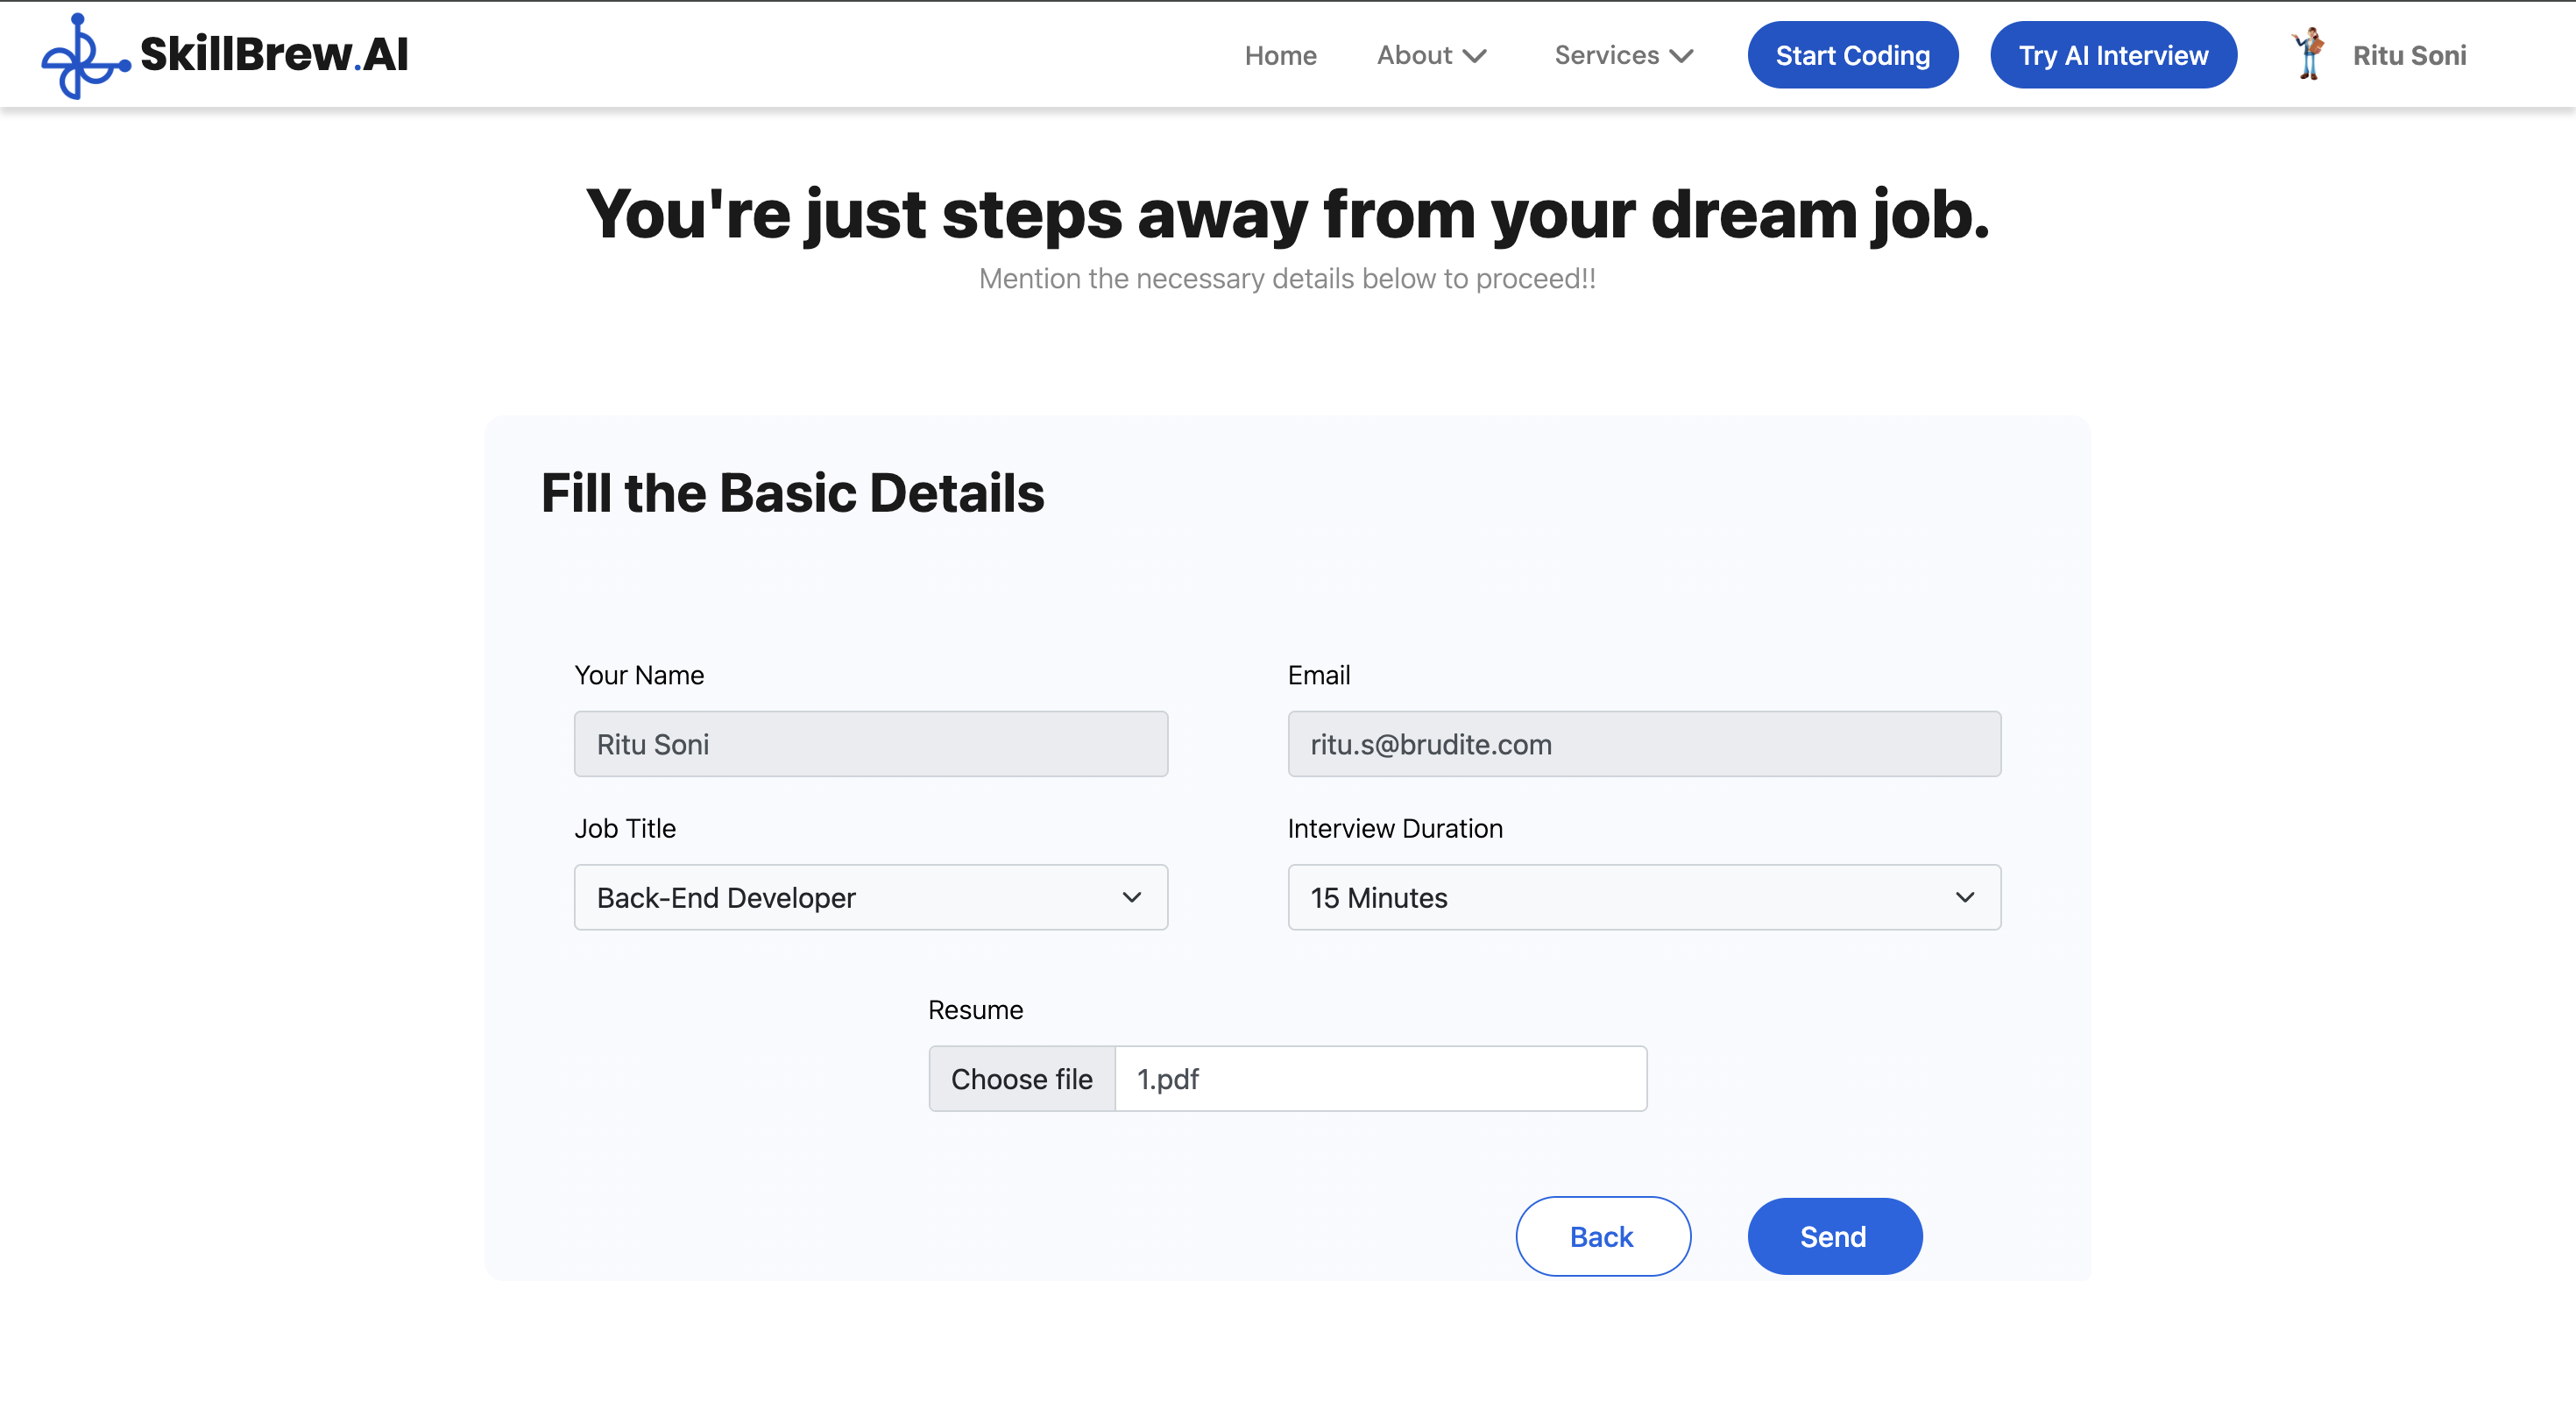 SkillBrew.AI
Home About Services Start Coding Try AI Interview Ritu Soni
You're just steps away from your dream job.
Mention the necessary details below to proceed!!
Fill the Basic Details
Your Name Email
Ritu Soni ritu.s@brudite.com
Job Title Interview Duration
Back-End Developer 15 Minutes
Resume
Choose file 1.pdf
Back Send